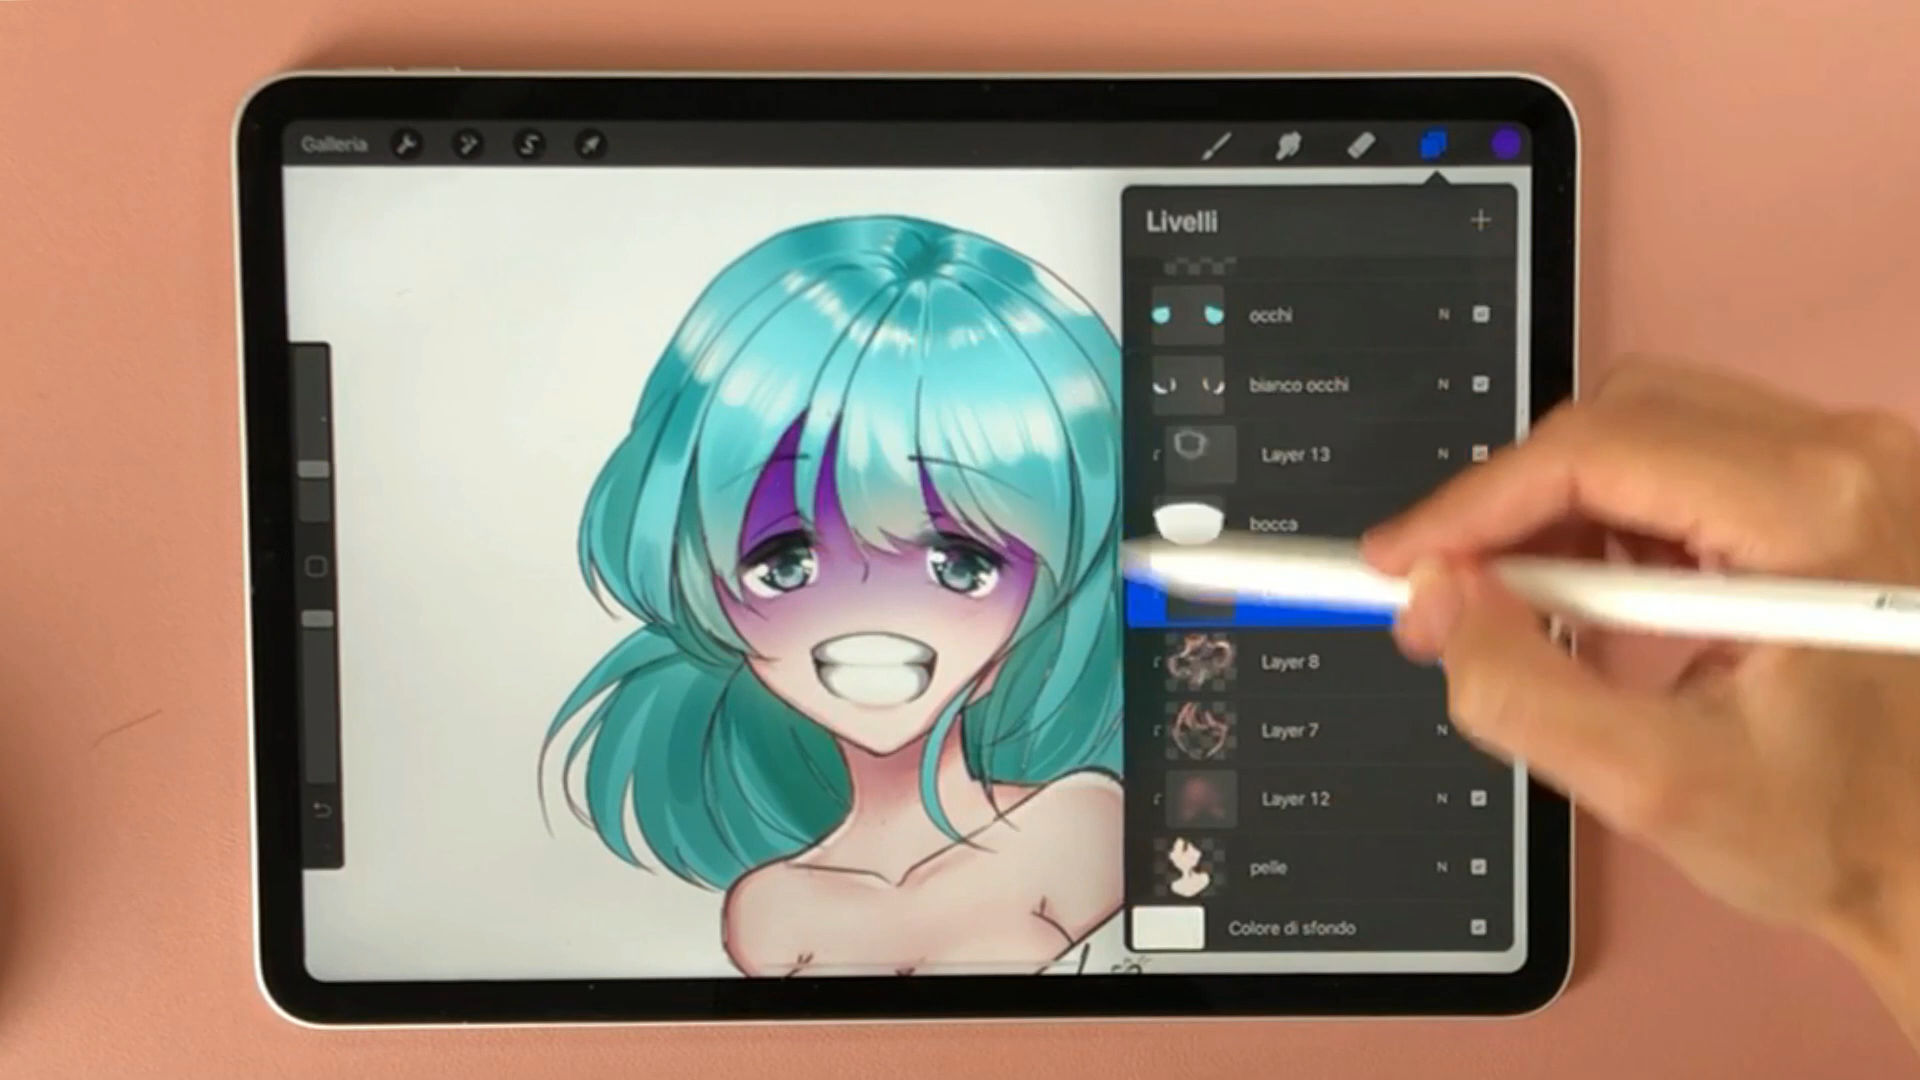 Galleria
Livelli
occhi N
bianco occhi N
Layer 13 N
bocca
Layer 8
Layer 7 N
Layer 12 N
pelle N
Colore di sfondo